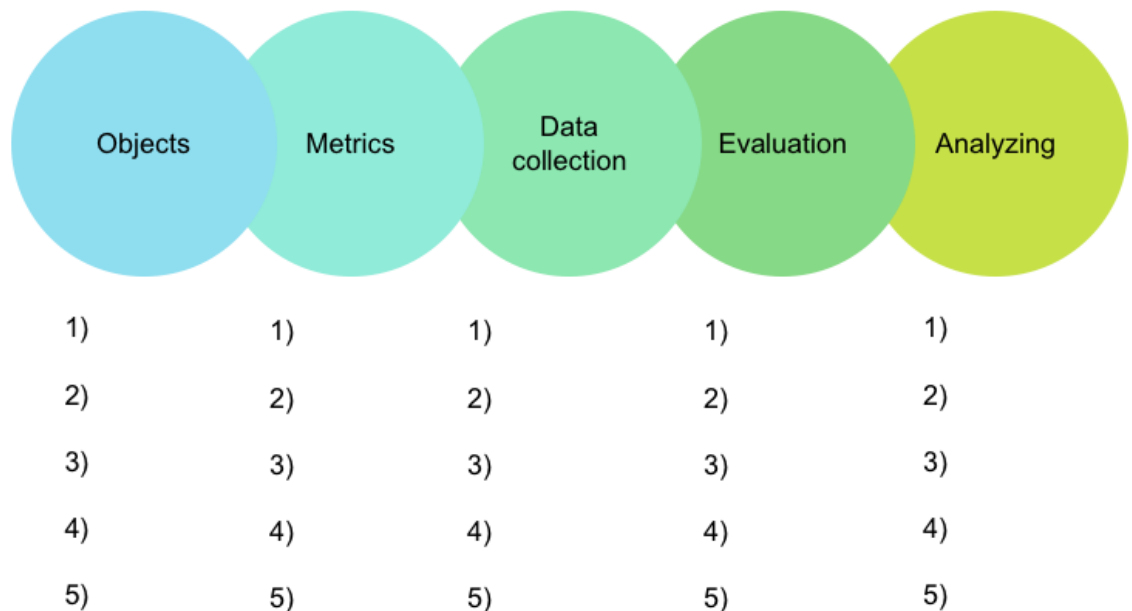 Objects
Metrics
Data
collection
Evaluation
Analyzing
1) 1) 1) 1) 1)
2) 2) 2) 2) 2)
3) 3) 3) 3) 3)
4) 4) 4) 4) 4)
5) 5) 5) 5) 5)